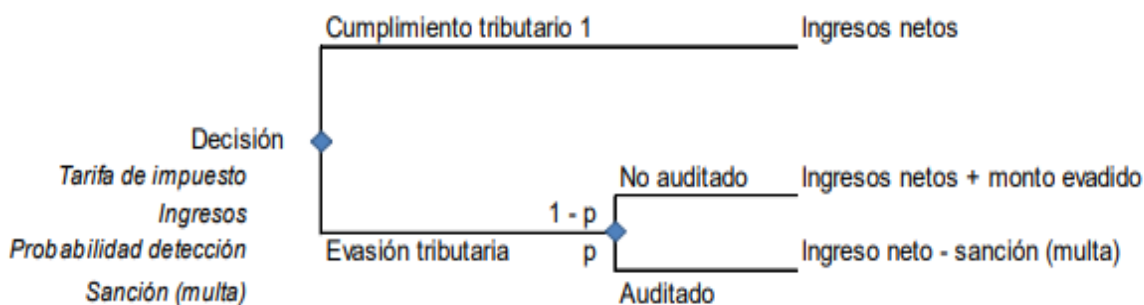 Cumplimiento tributario 1 Ingresos netos
Decisión
Tarifa de impuesto No auditado Ingresos netos + monto evadido
Ingresos 1 - p
Probabilidad detección Evasión tributaria p Ingreso neto - sanción (multa)
Sanción (multa) Auditado